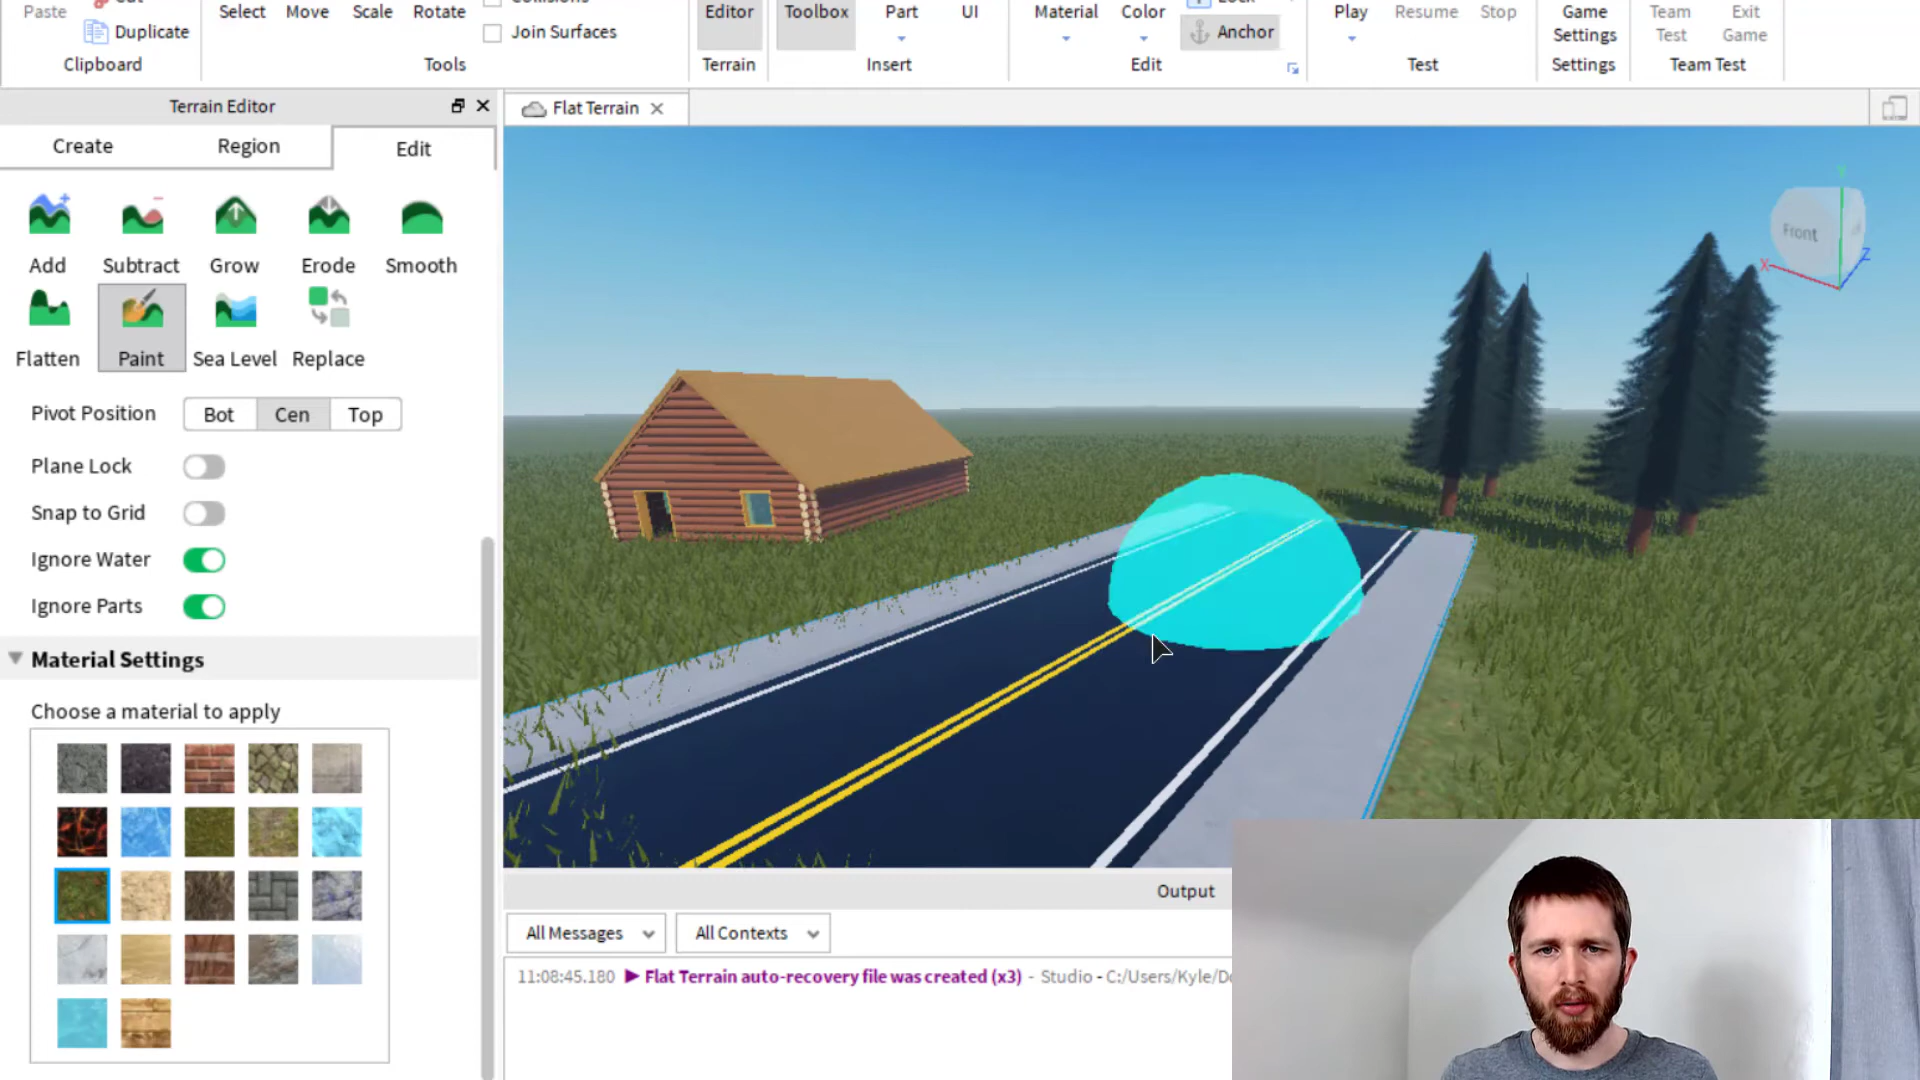 Paste
Cut
Duplicate
Clipboard
Select
Move
Scale
Rotate
Collisions
Join Surfaces
Tools
Editor
Terrain
Toolbox
Part
UI
Insert
Material
Color
Lock
Anchor
Edit
Play
Resume
Stop
Test
Game
Settings
Settings
Team
Test
Exit
Game
Team Test
Terrain Editor
Flat Terrain
Create
Region
Edit
Add
Subtract
Grow
Erode
Smooth
Flatten
Paint
Sea Level
Replace
Pivot Position
Bot
Cen
Top
Plane Lock
Snap to Grid
Ignore Water
Ignore Parts
Material Settings
Choose a material to apply
Front
X
Y
Z
Output
All Messages
All Contexts
11:08:45.180 Flat Terrain auto-recovery file was created (x3) - Studio - C:/Users/Kyle/